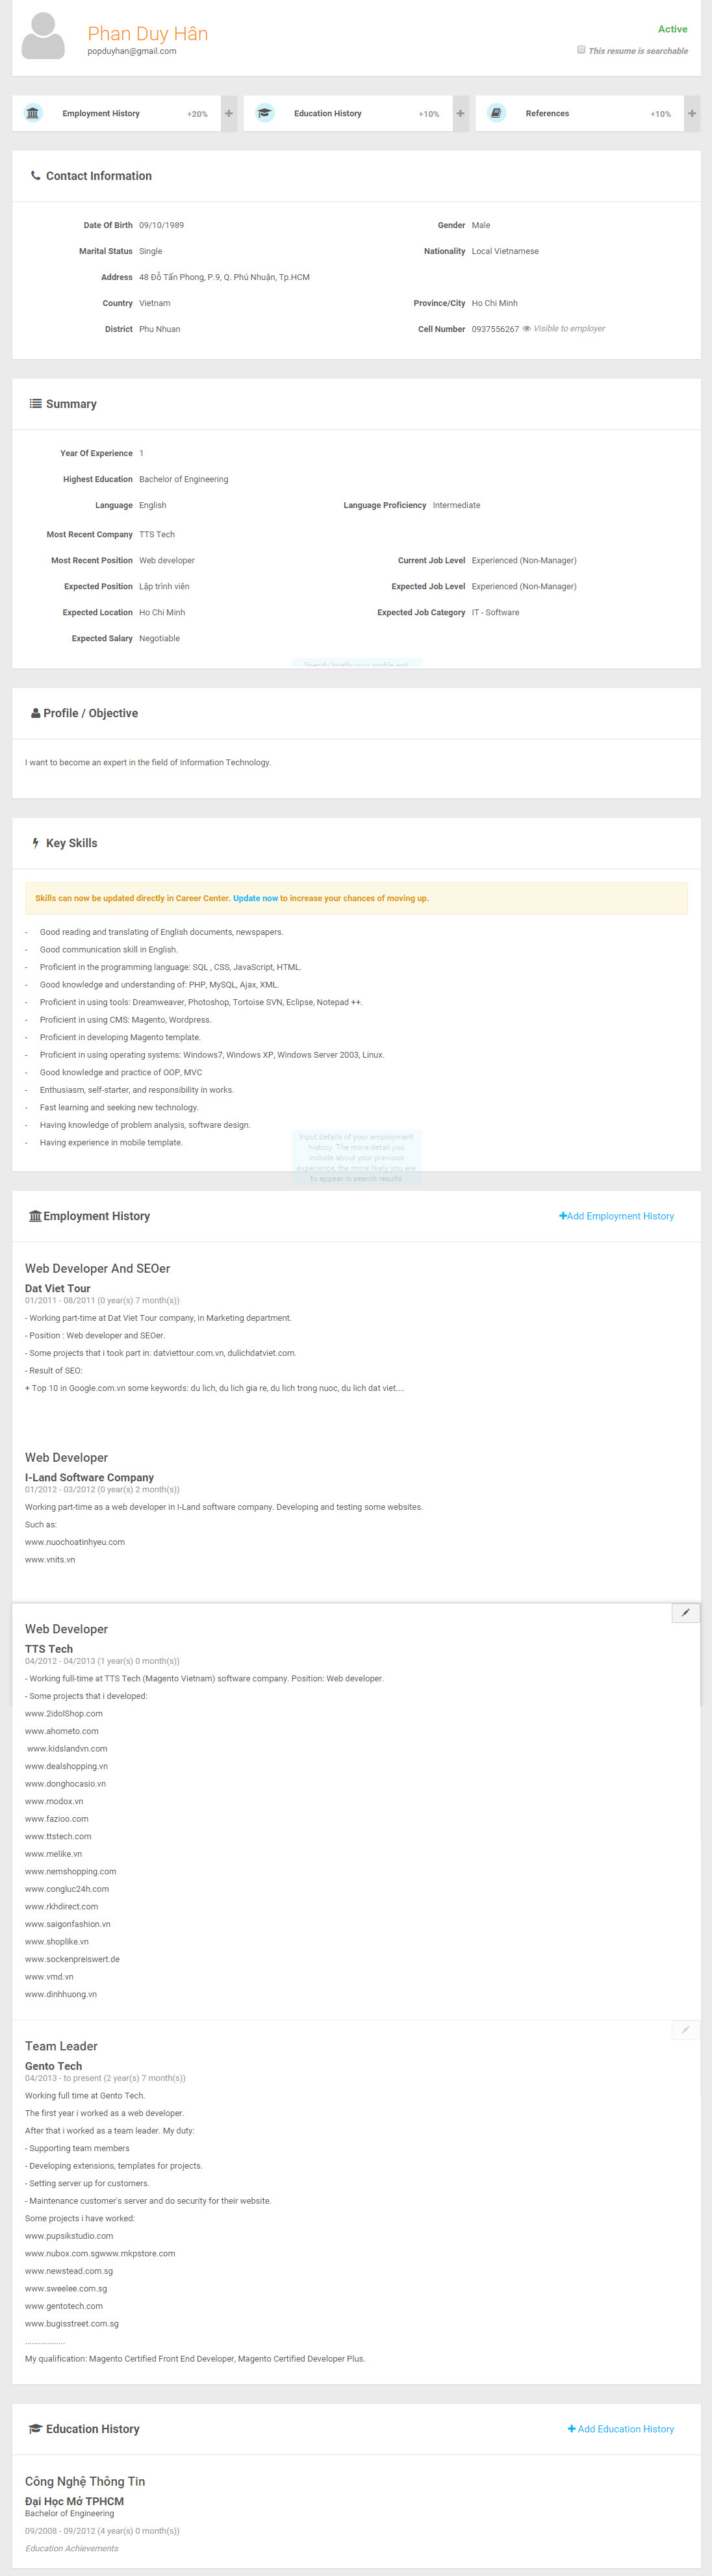 Phan Duy Hân
popduyhan@gmail.com
Active
This resume is searchable
Employment History +20%
Education History +10%
References +10%
Contact Information
Date Of Birth 09/10/1989
Gender Male
Marital Status Single
Nationality Local Vietnamese
Address 48 Đỗ Tấn Phong, P.9, Q. Phú Nhuận, Tp.HCM
Country Vietnam
Province/City Ho Chi Minh
District Phu Nhuan
Cell Number 0937556267 Visible to employer
Summary
Year Of Experience 1
Highest Education Bachelor of Engineering
Language English
Language Proficiency Intermediate
Most Recent Company TTS Tech
Most Recent Position Web developer
Current Job Level Experienced (Non-Manager)
Expected Position Lập trình viên
Expected Job Level Experienced (Non-Manager)
Expected Location Ho Chi Minh
Expected Job Category IT - Software
Expected Salary Negotiable
Specify briefly your profile and
Profile / Objective
I want to become an expert in the field of Information Technology.
Key Skills
Skills can now be updated directly in Career Center. Update now to increase your chances of moving up.
- Good reading and translating of English documents, newspapers.
- Good communication skill in English.
- Proficient in the programming language: SQL , CSS, JavaScript, HTML.
- Good knowledge and understanding of: PHP, MySQL, Ajax, XML.
- Proficient in using tools: Dreamweaver, Photoshop, Tortoise SVN, Eclipse, Notepad ++.
- Proficient in using CMS: Magento, Wordpress.
- Proficient in developing Magento template.
- Proficient in using operating systems: Windows7, Windows XP, Windows Server 2003, Linux.
- Good knowledge and practice of OOP, MVC
- Enthusiasm, self-starter, and responsibility in works.
- Fast learning and seeking new technology.
- Having knowledge of problem analysis, software design.
- Having experience in mobile template.
Input details of your employment
history. The more detail you
include about your previous
experience, the more likely you are
to appear in search results
Employment History
Add Employment History
Web Developer And SEOer
Dat Viet Tour
01/2011 - 08/2011 (0 year(s) 7 month(s))
- Working part-time at Dat Viet Tour company, in Marketing department.
- Position : Web developer and SEOer.
- Some projects that i took part in: datviettour.com.vn, dulichdatviet.com.
- Result of SEO:
+ Top 10 in Google.com.vn some keywords: du lich, du lich gia re, du lich trong nuoc, du lich dat viet....
Web Developer
I-Land Software Company
01/2012 - 03/2012 (0 year(s) 2 month(s))
Working part-time as a web developer in I-Land software company. Developing and testing some websites.
Such as:
www.nuochoatinhyeu.com
www.vnits.vn
Web Developer
TTS Tech
04/2012 - 04/2013 (1 year(s) 0 month(s))
- Working full-time at TTS Tech (Magento Vietnam) software company. Position: Web developer.
- Some projects that i developed:
www.2idolShop.com
www.ahometo.com
www.kidslandvn.com
www.dealshopping.vn
www.donghocasio.vn
www.modox.vn
www.fazioo.com
www.ttstech.com
www.melike.vn
www.nemshopping.com
www.congluc24h.com
www.rkhdirect.com
www.saigonfashion.vn
www.shoplike.vn
www.sockenpreiswert.de
www.vmd.vn
www.dinhhuong.vn
Team Leader
Gento Tech
04/2013 - to present (2 year(s) 7 month(s))
Working full time at Gento Tech.
The first year i worked as a web developer.
After that i worked as a team leader. My duty:
- Supporting team members
- Developing extensions, templates for projects.
- Setting server up for customers.
- Maintenance customer's server and do security for their website.
Some projects i have worked:
www.pupsikstudio.com
www.nubox.com.sgwww.mkpstore.com
www.newstead.com.sg
www.sweelee.com.sg
www.gentotech.com
www.bugisstreet.com.sg
..................
My qualification: Magento Certified Front End Developer, Magento Certified Developer Plus.
Education History
Add Education History
Công Nghệ Thông Tin
Đại Học Mở TPHCM
Bachelor of Engineering
09/2008 - 09/2012 (4 year(s) 0 month(s))
Education Achievements